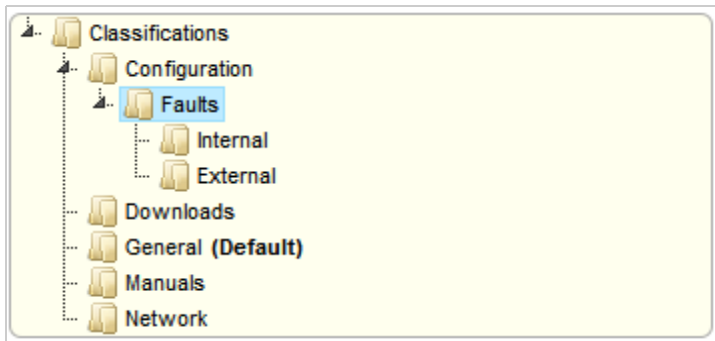 Classifications
Configuration
Faults
Internal
External
Downloads
General (Default)
Manuals
Network